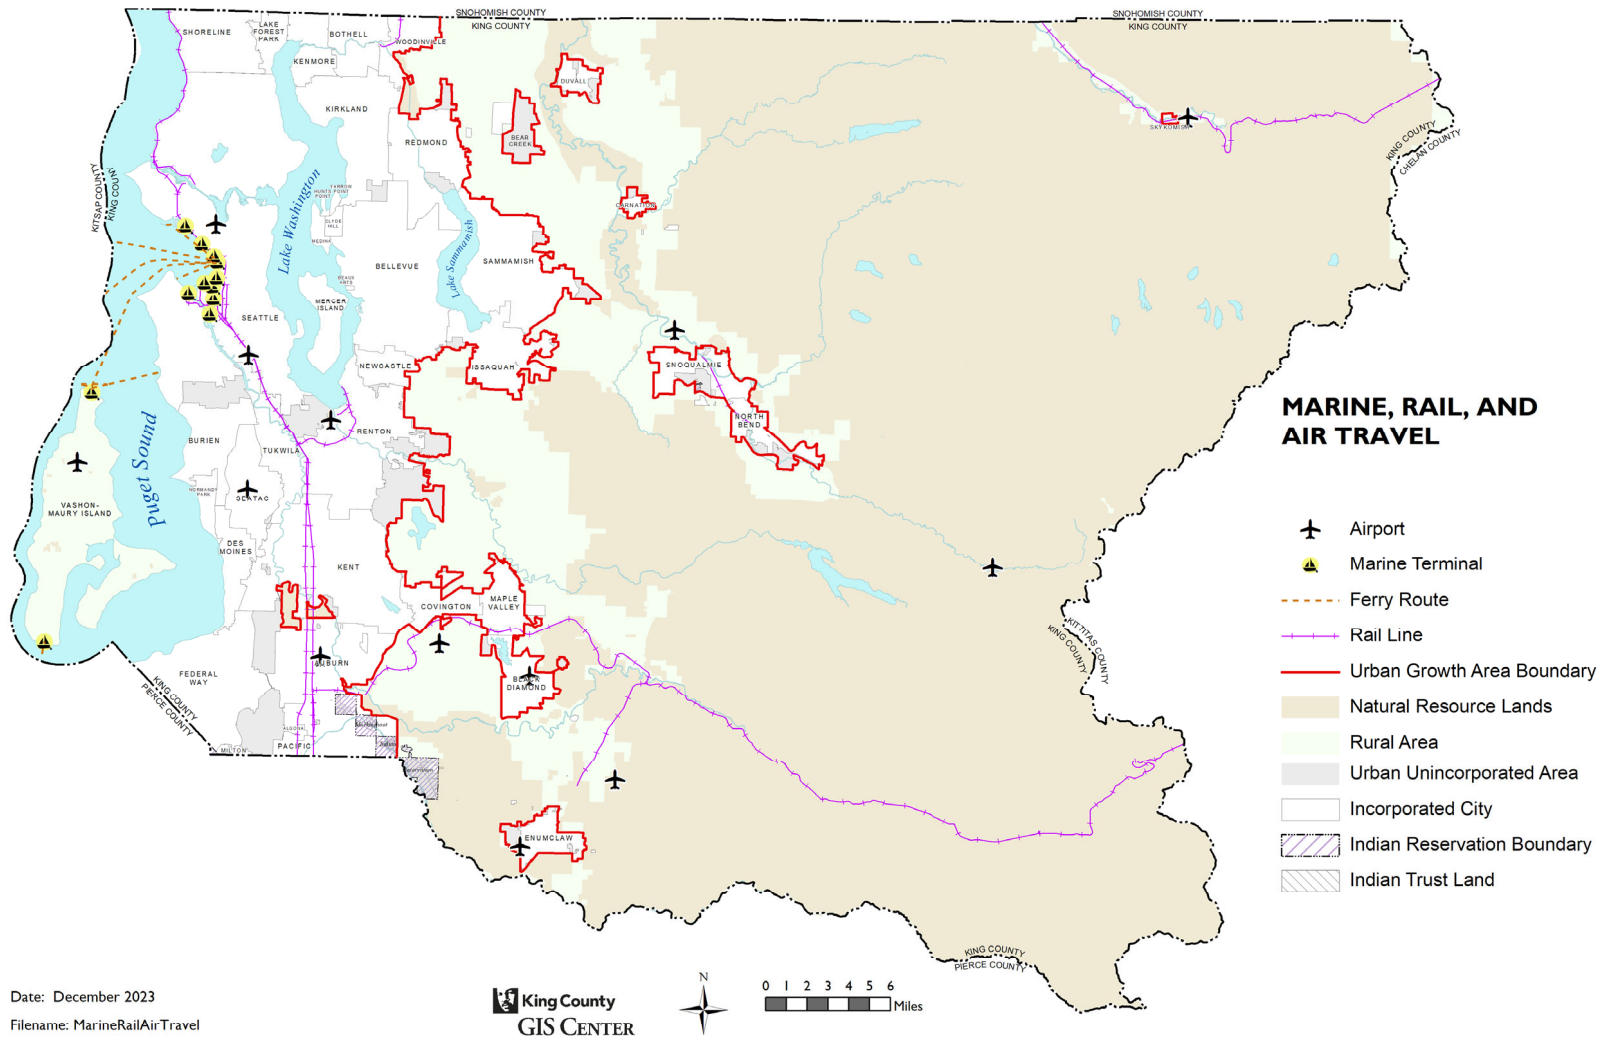 SNOHOMISH COUNTY
KING COUNTY
SNOHOMISH COUNTY
KING COUNTY
SHORELINE
LAKE
FOREST
PARK
BOTHELL
WOODINVILLE
KENMORE
DUVALL
KIRKLAND
BEAR
CREEK
REDMOND
SKYKOMISH
KING COUNTY
CHELAN COUNTY
KITSAP COUNTY
KING COUNTY
Lake Washington
HUNTS
POINT
YARROW
POINT
CARNATION
CLYDE
HILL
MEDINA
Lake Sammamish
SAMMAMISH
BELLEVUE
BEAUX
ARTS
MERCER
ISLAND
SEATTLE
NEWCASTLE
ISSAQUAH
SNOQUALMIE
MARINE, RAIL, AND
AIR TRAVEL
NORTH
BEND
Puget Sound
BURIEN
RENTON
TUKWILA
NORMANDY
PARK
SEATAC
VASHON-
MAURY ISLAND
DES
MOINES
KENT
COVINGTON
MAPLE
VALLEY
KITTITAS COUNTY
KING COUNTY
AUBURN
FEDERAL
WAY
BLACK
DIAMOND
KING COUNTY
PIERCE COUNTY
ALGONA
PACIFIC
MILTON
ENUMCLAW
KING COUNTY
PIERCE COUNTY
Airport
Marine Terminal
Ferry Route
Rail Line
Urban Growth Area Boundary
Natural Resource Lands
Rural Area
Urban Unincorporated Area
Incorporated City
Indian Reservation Boundary
Indian Trust Land
Date: December 2023
Filename: MarineRailAirTravel
King County
GIS CENTER
N
0 1 2 3 4 5 6
Miles